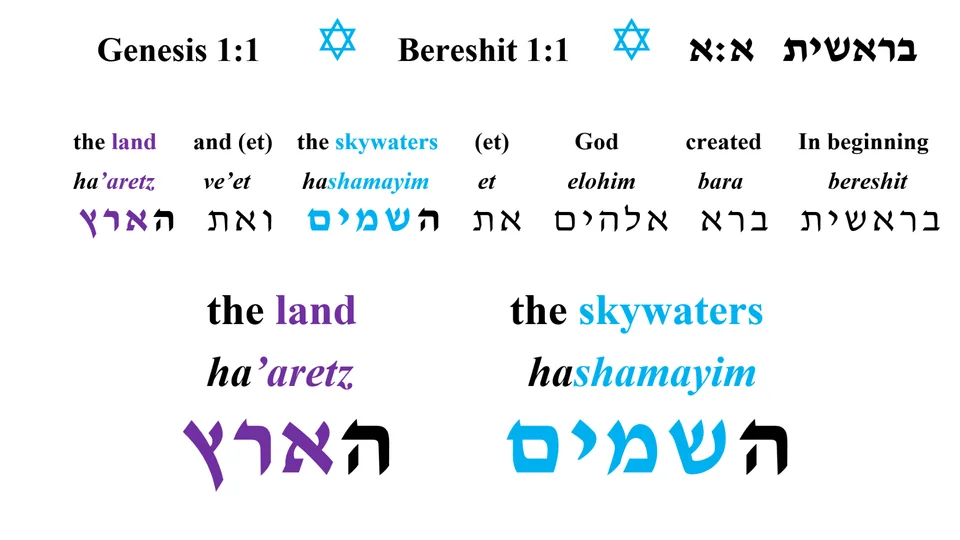 Genesis 1:1 ✡ Bereshit 1:1 ✡ בראשית א:א
the land and (et) the skywaters (et) God created In beginning
ha’aretz ve’et hashamayim et elohim bara bereshit
בראשית ברא אלהים את השמים ואת הארץ
the land the skywaters
ha’aretz hashamayim
השמים הארץ